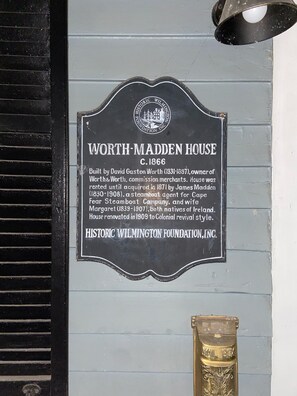 WORTH-MADDEN HOUSE
C. 1866
Built by David Gaston Worth (1831-1897), owner of
Worth & Worth, commission merchants. House was
rented until acquired in 1871 by James Madden
(1830-1908), a steamboat agent for Cape
Fear Steamboat Company, and wife
Margaret (1835-1907), both natives of Ireland.
House renovated in 1909 to Colonial revival style.
HISTORIC WILMINGTON FOUNDATION, INC.